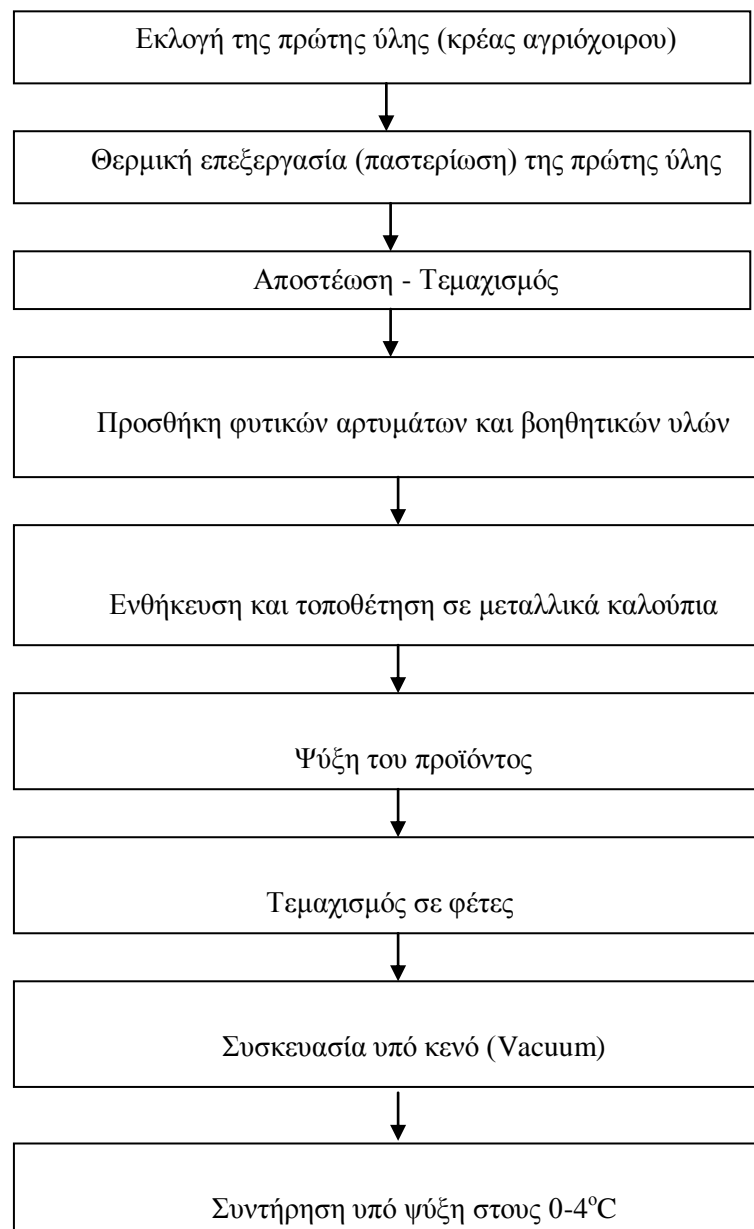 Εκλογή της πρώτης ύλης (κρέας αγριόχοιρου)
Θερμική επεξεργασία (παστερίωση) της πρώτης ύλης
Αποστέωση - Τεμαχισμός
Προσθήκη φυτικών αρτυμάτων και βοηθητικών υλών
Ενθήκευση και τοποθέτηση σε μεταλλικά καλούπια
Ψύξη του προϊόντος
Τεμαχισμός σε φέτες
Συσκευασία υπό κενό (Vacuum)
Συντήρηση υπό ψύξη στους 0-4°C